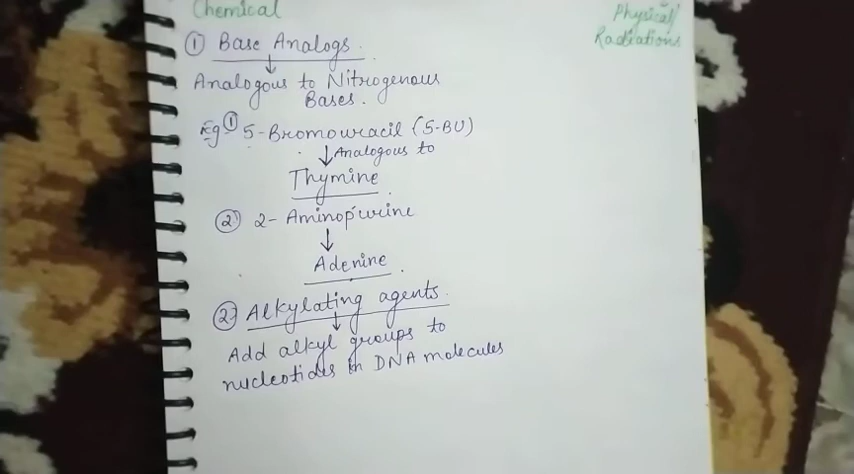 Chemical
Physical/
Radiations
① Base Analogs.
↓
Analogous to Nitrogenous
Bases.
Eg ① 5-Bromouracil (5-BU)
↓ Analogous to
Thymine
② 2-Aminopurine
↓
Adenine.
② Alkylating agents.
↓
Add alkyl groups to
nucleotides in DNA molecules